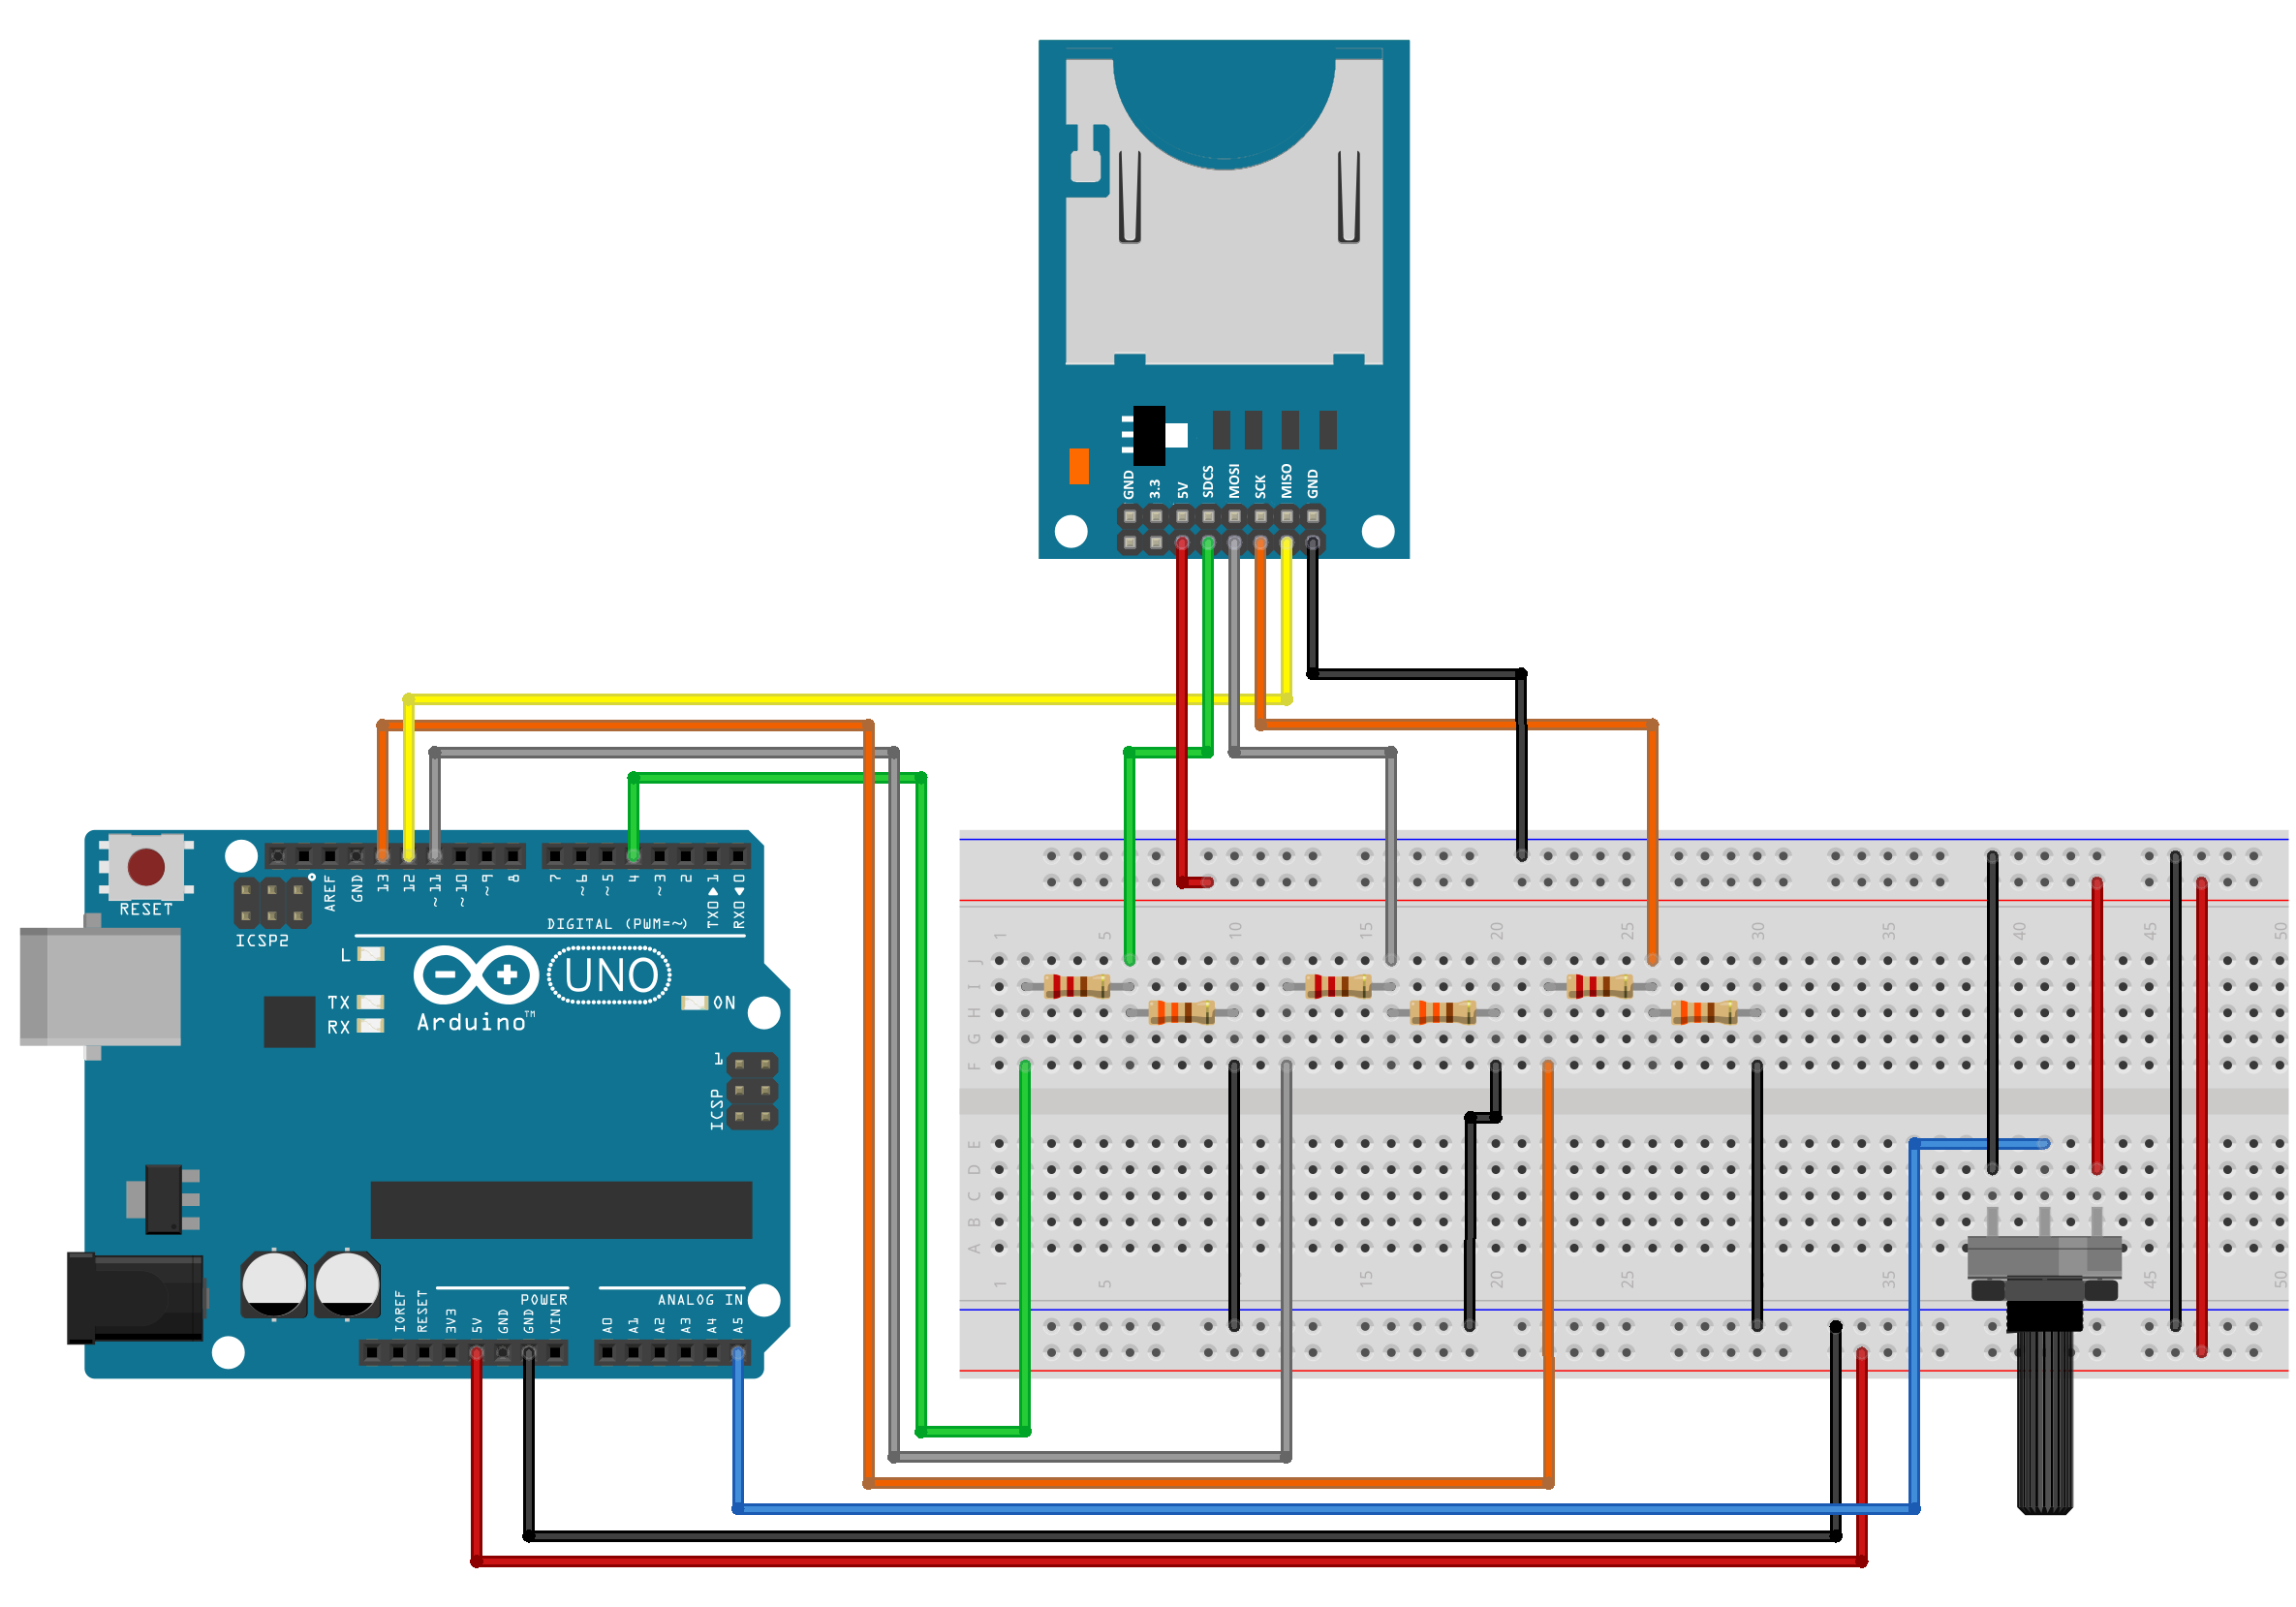 GND 3.3 5V SDCS MOSI SCK MISO GND
RESET
ICSP2
AREF GND 13 12 ~11 ~10 ~9 8
7 ~6 ~5 4 ~3 2 TX0▶1 RX0◀0
DIGITAL (PWM=~)
L
TX
RX
UNO
Arduino™
ON
1
ICSP
IOREF RESET 3V3 5V GND GND VIN
POWER
A0 A1 A2 A3 A4 A5
ANALOG IN
1 5 10 15 20 25 30 35 40 45 50
J
I
H
G
F
E
D
C
B
A
1 5 15 20 25 35 45 50